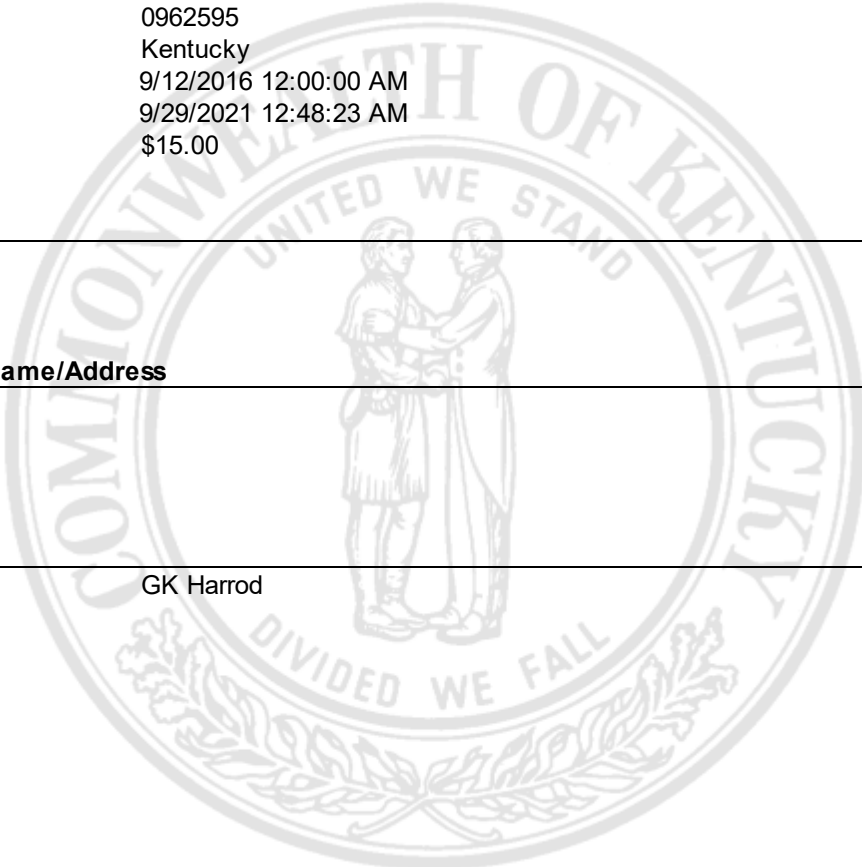 0962595
Kentucky
9/12/2016 12:00:00 AM
9/29/2021 12:48:23 AM
$15.00
COMMONWEALTH OF KENTUCKY
UNITED WE STAND
ame/Address
GK Harrod
DIVIDED WE FALL